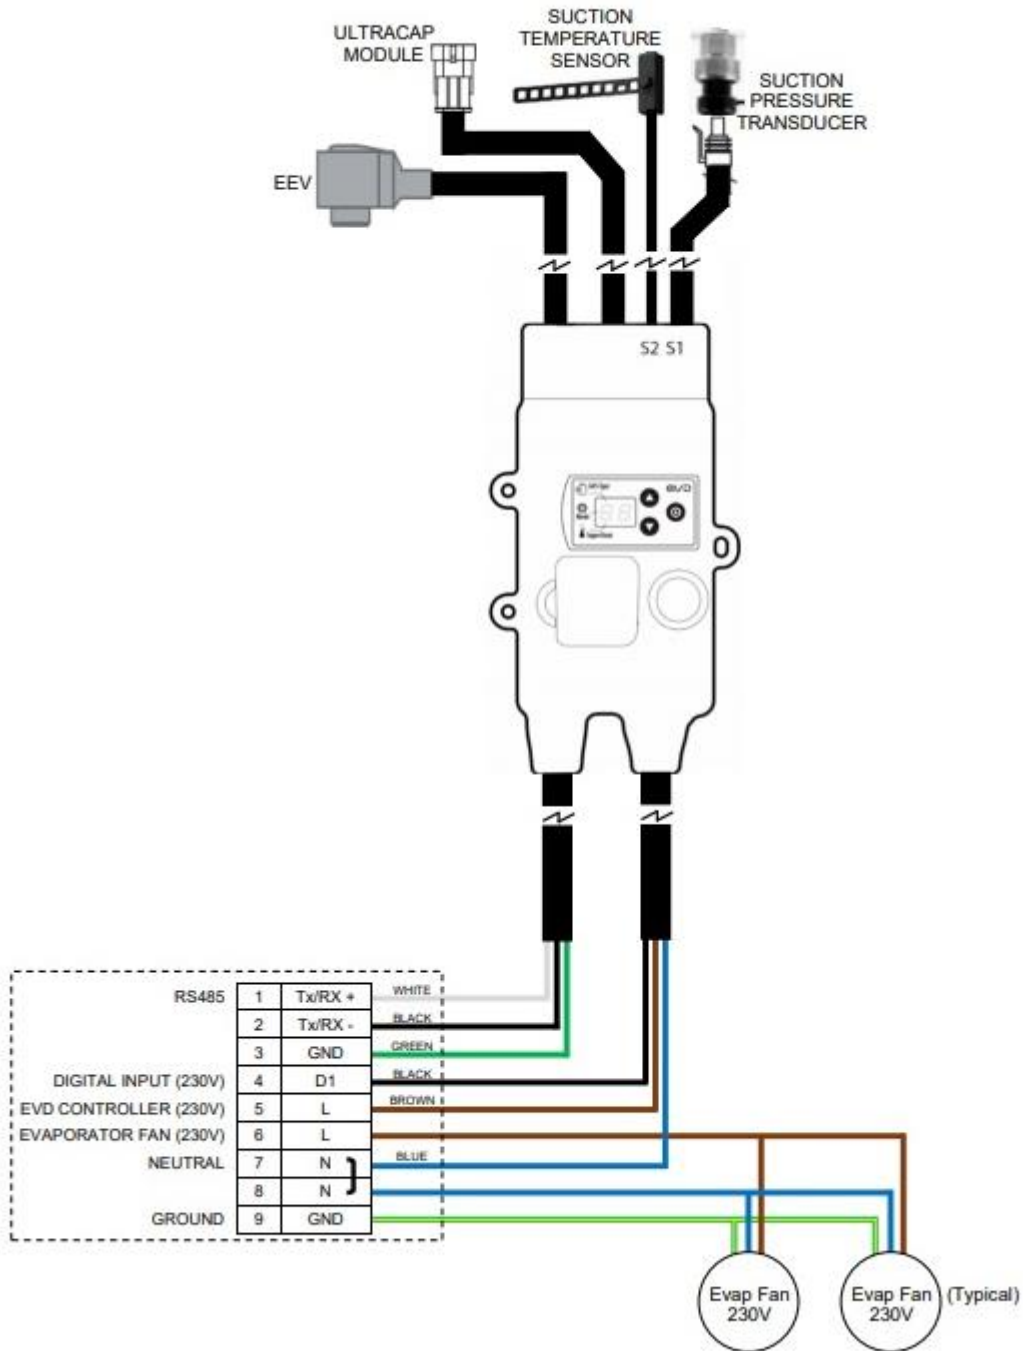 ULTRACAP
MODULE
SUCTION
TEMPERATURE
SENSOR
SUCTION
PRESSURE
TRANSDUCER
EEV
S2 S1
evo
88
RS485 1 Tx/RX + WHITE
2 Tx/RX - BLACK
3 GND GREEN
DIGITAL INPUT (230V) 4 D1 BLACK
EVD CONTROLLER (230V) 5 L BROWN
EVAPORATOR FAN (230V) 6 L
NEUTRAL 7 N BLUE
8 N
GROUND 9 GND
Evap Fan
230V
Evap Fan
230V
(Typical)